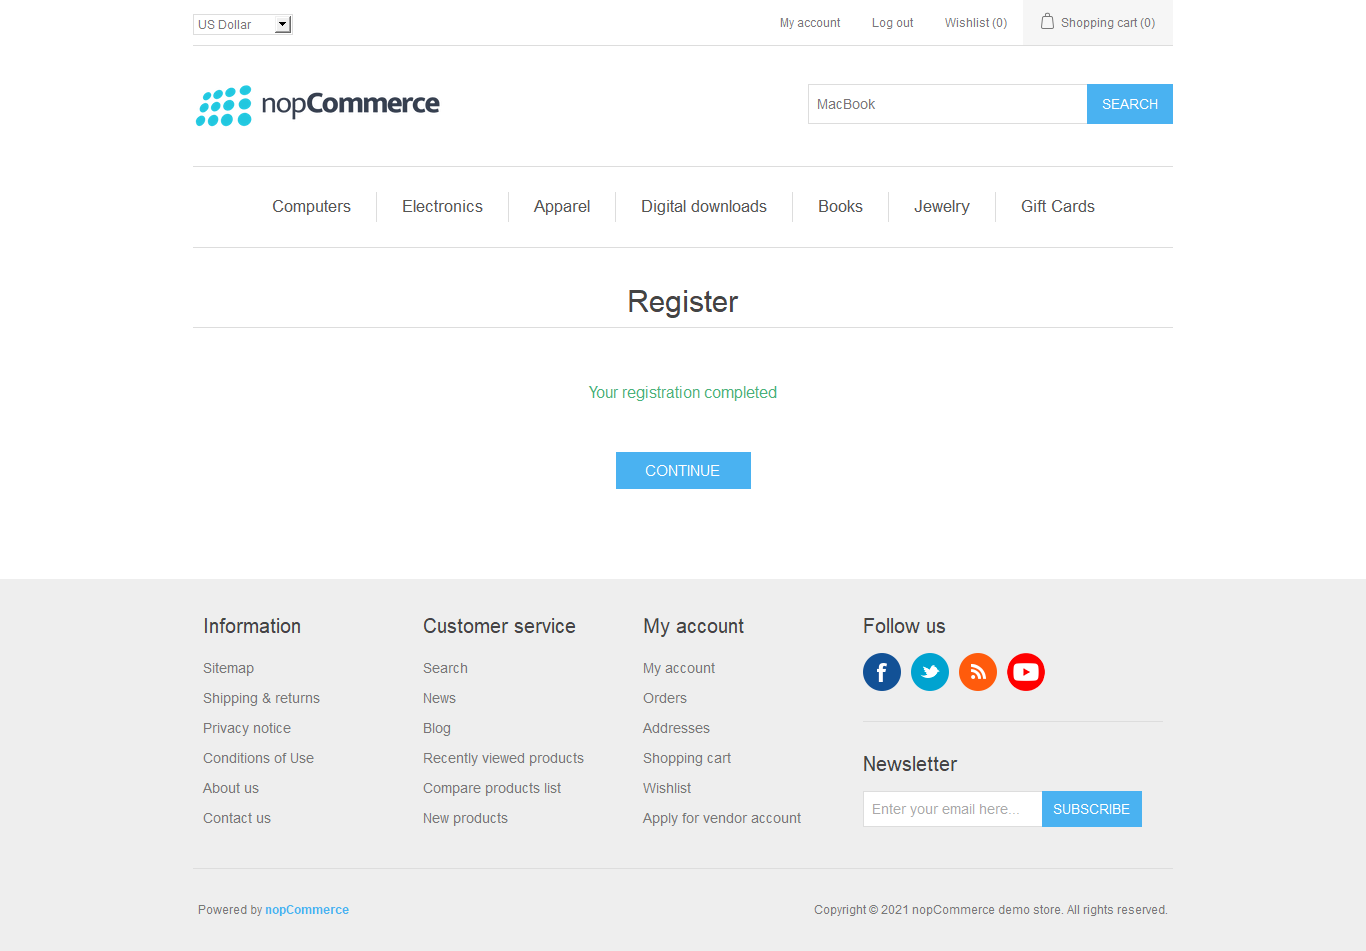 US Dollar
My account
Log out
Wishlist (0)
Shopping cart (0)
nopCommerce
MacBook
SEARCH
Computers
Electronics
Apparel
Digital downloads
Books
Jewelry
Gift Cards
Register
Your registration completed
CONTINUE
Information
Sitemap
Shipping & returns
Privacy notice
Conditions of Use
About us
Contact us
Customer service
Search
News
Blog
Recently viewed products
Compare products list
New products
My account
My account
Orders
Addresses
Shopping cart
Wishlist
Apply for vendor account
Follow us
Newsletter
Enter your email here...
SUBSCRIBE
Powered by nopCommerce
Copyright © 2021 nopCommerce demo store. All rights reserved.